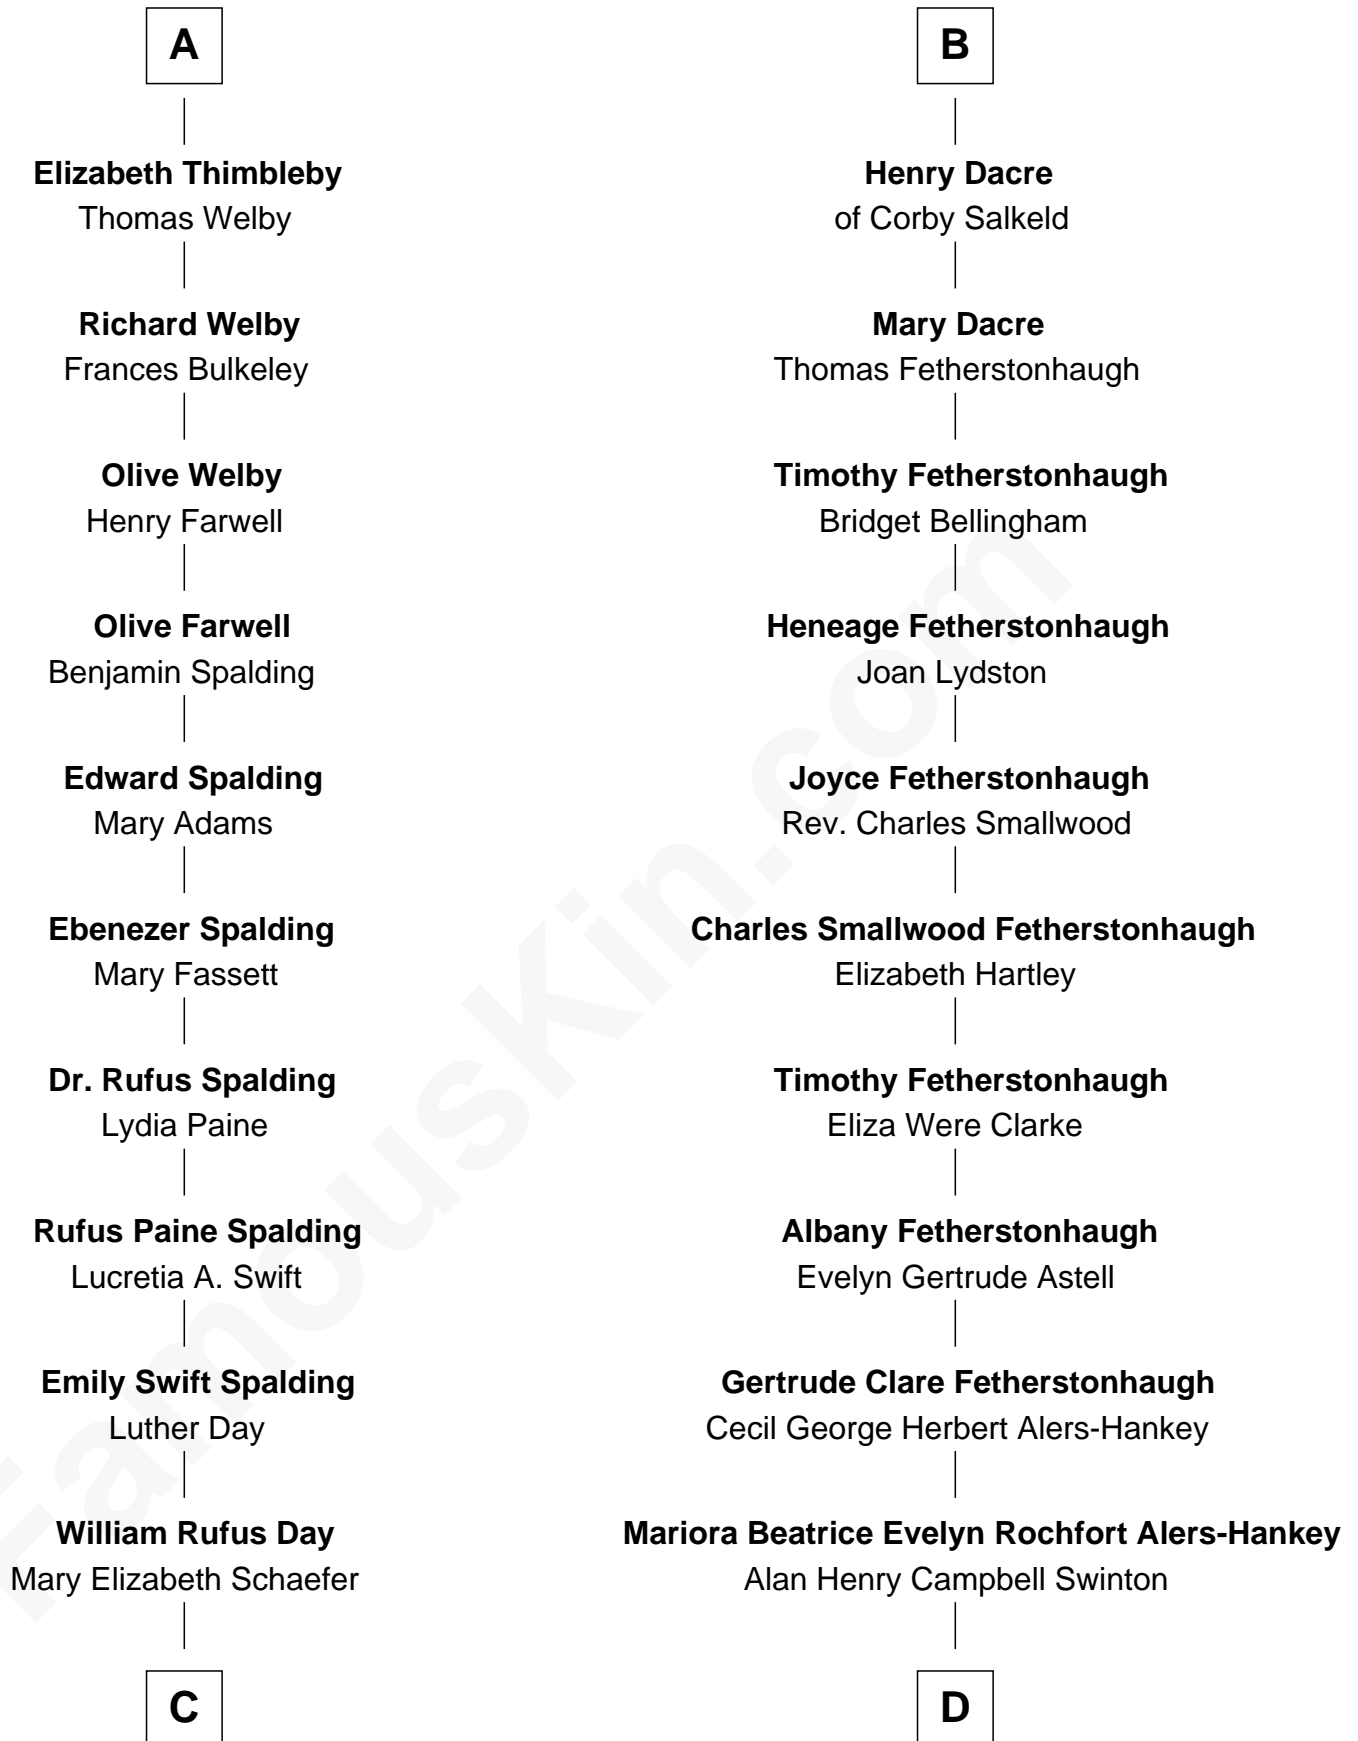 A
Elizabeth Thimbleby
Thomas Welby
Richard Welby
Frances Bulkeley
Olive Welby
Henry Farwell
Olive Farwell
Benjamin Spalding
Edward Spalding
Mary Adams
Ebenezer Spalding
Mary Fassett
Dr. Rufus Spalding
Lydia Paine
Rufus Paine Spalding
Lucretia A. Swift
Emily Swift Spalding
Luther Day
William Rufus Day
Mary Elizabeth Schaefer
C
B
Henry Dacre
of Corby Salkeld
Mary Dacre
Thomas Fetherstonhaugh
Timothy Fetherstonhaugh
Bridget Bellingham
Heneage Fetherstonhaugh
Joan Lydston
Joyce Fetherstonhaugh
Rev. Charles Smallwood
Charles Smallwood Fetherstonhaugh
Elizabeth Hartley
Timothy Fetherstonhaugh
Eliza Were Clarke
Albany Fetherstonhaugh
Evelyn Gertrude Astell
Gertrude Clare Fetherstonhaugh
Cecil George Herbert Alers-Hankey
Mariora Beatrice Evelyn Rochfort Alers-Hankey
Alan Henry Campbell Swinton
D
FamousKin.com